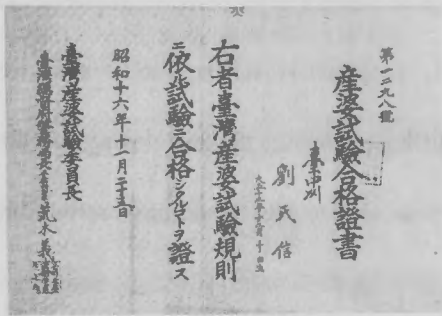 第一二九八號
產婆試驗合格證書
臺中州
劉氏信
右者臺灣產婆試驗規則
ニ依ル試驗ニ合格シタルコトヲ證ス
昭和十六年十一月二十五日
臺灣產婆試驗委員長